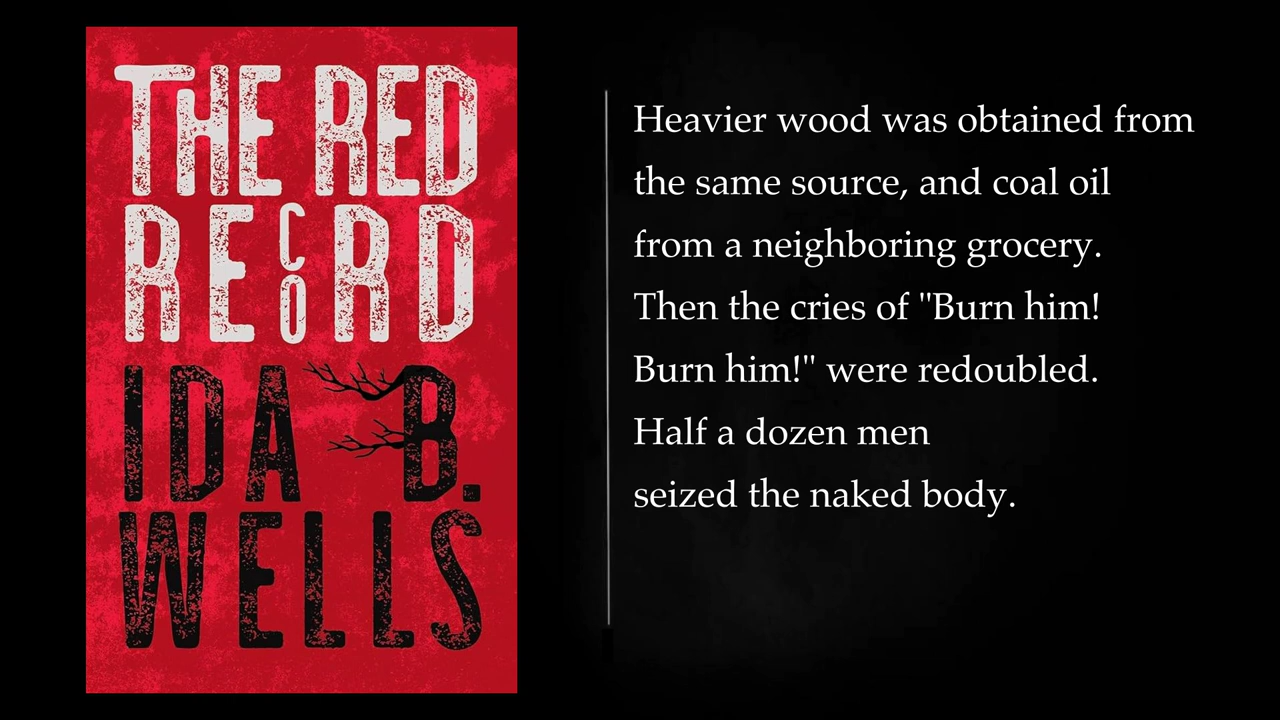 THE RED
RECORD
IDA B.
WELLS
Heavier wood was obtained from
the same source, and coal oil
from a neighboring grocery.
Then the cries of "Burn him!
Burn him!" were redoubled.
Half a dozen men
seized the naked body.